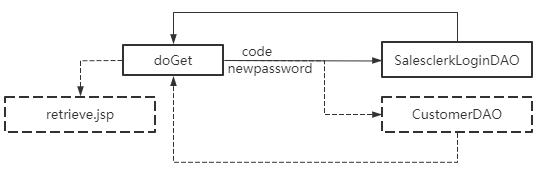 code
doGet
SalesclerkLoginDAO
newpassword
retrieve.jsp
CustomerDAO